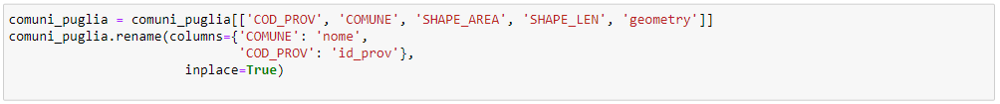 comuni_puglia = comuni_puglia[['COD_PROV', 'COMUNE', 'SHAPE_AREA', 'SHAPE_LEN', 'geometry']]
comuni_puglia.rename(columns={'COMUNE': 'nome',
                              'COD_PROV': 'id_prov'},
                       inplace=True)